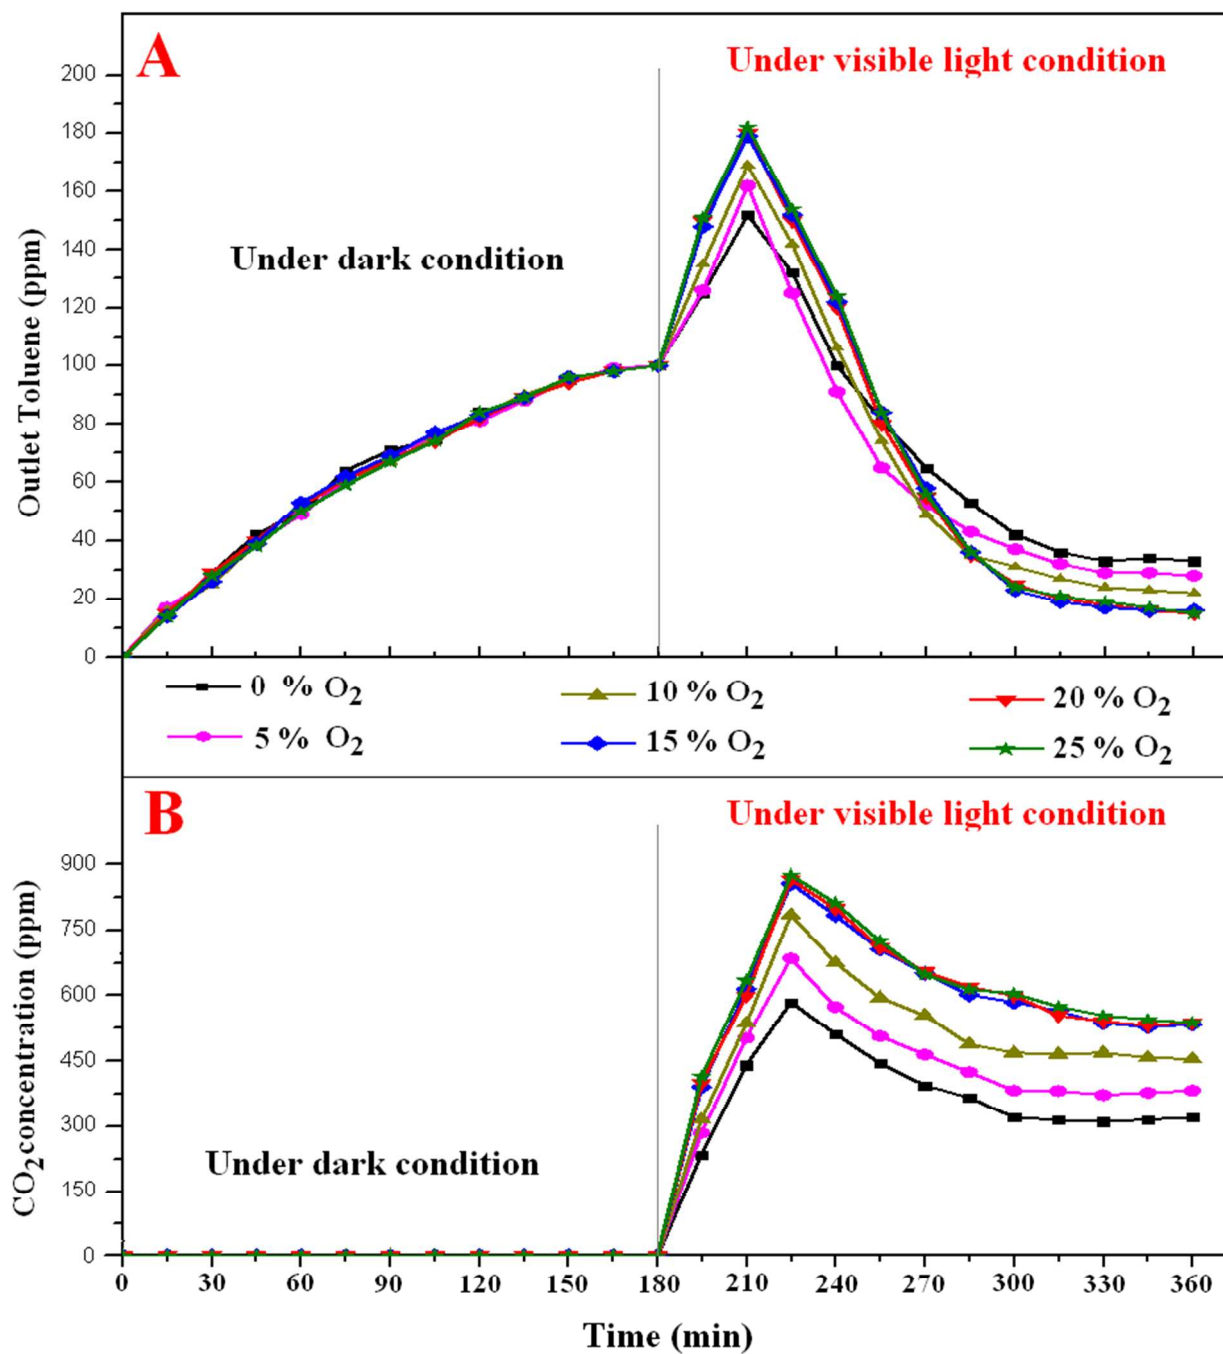 A
Under visible light condition
200
180
160
140
120
100
80
60
40
20
0
Outlet Toluene (ppm)
Under dark condition
0 % O2
10 % O2
20 % O2
5 % O2
15 % O2
25 % O2
B
Under visible light condition
900
750
600
450
300
150
0
CO2 concentration (ppm)
Under dark condition
0 30 60 90 120 150 180 210 240 270 300 330 360
Time (min)